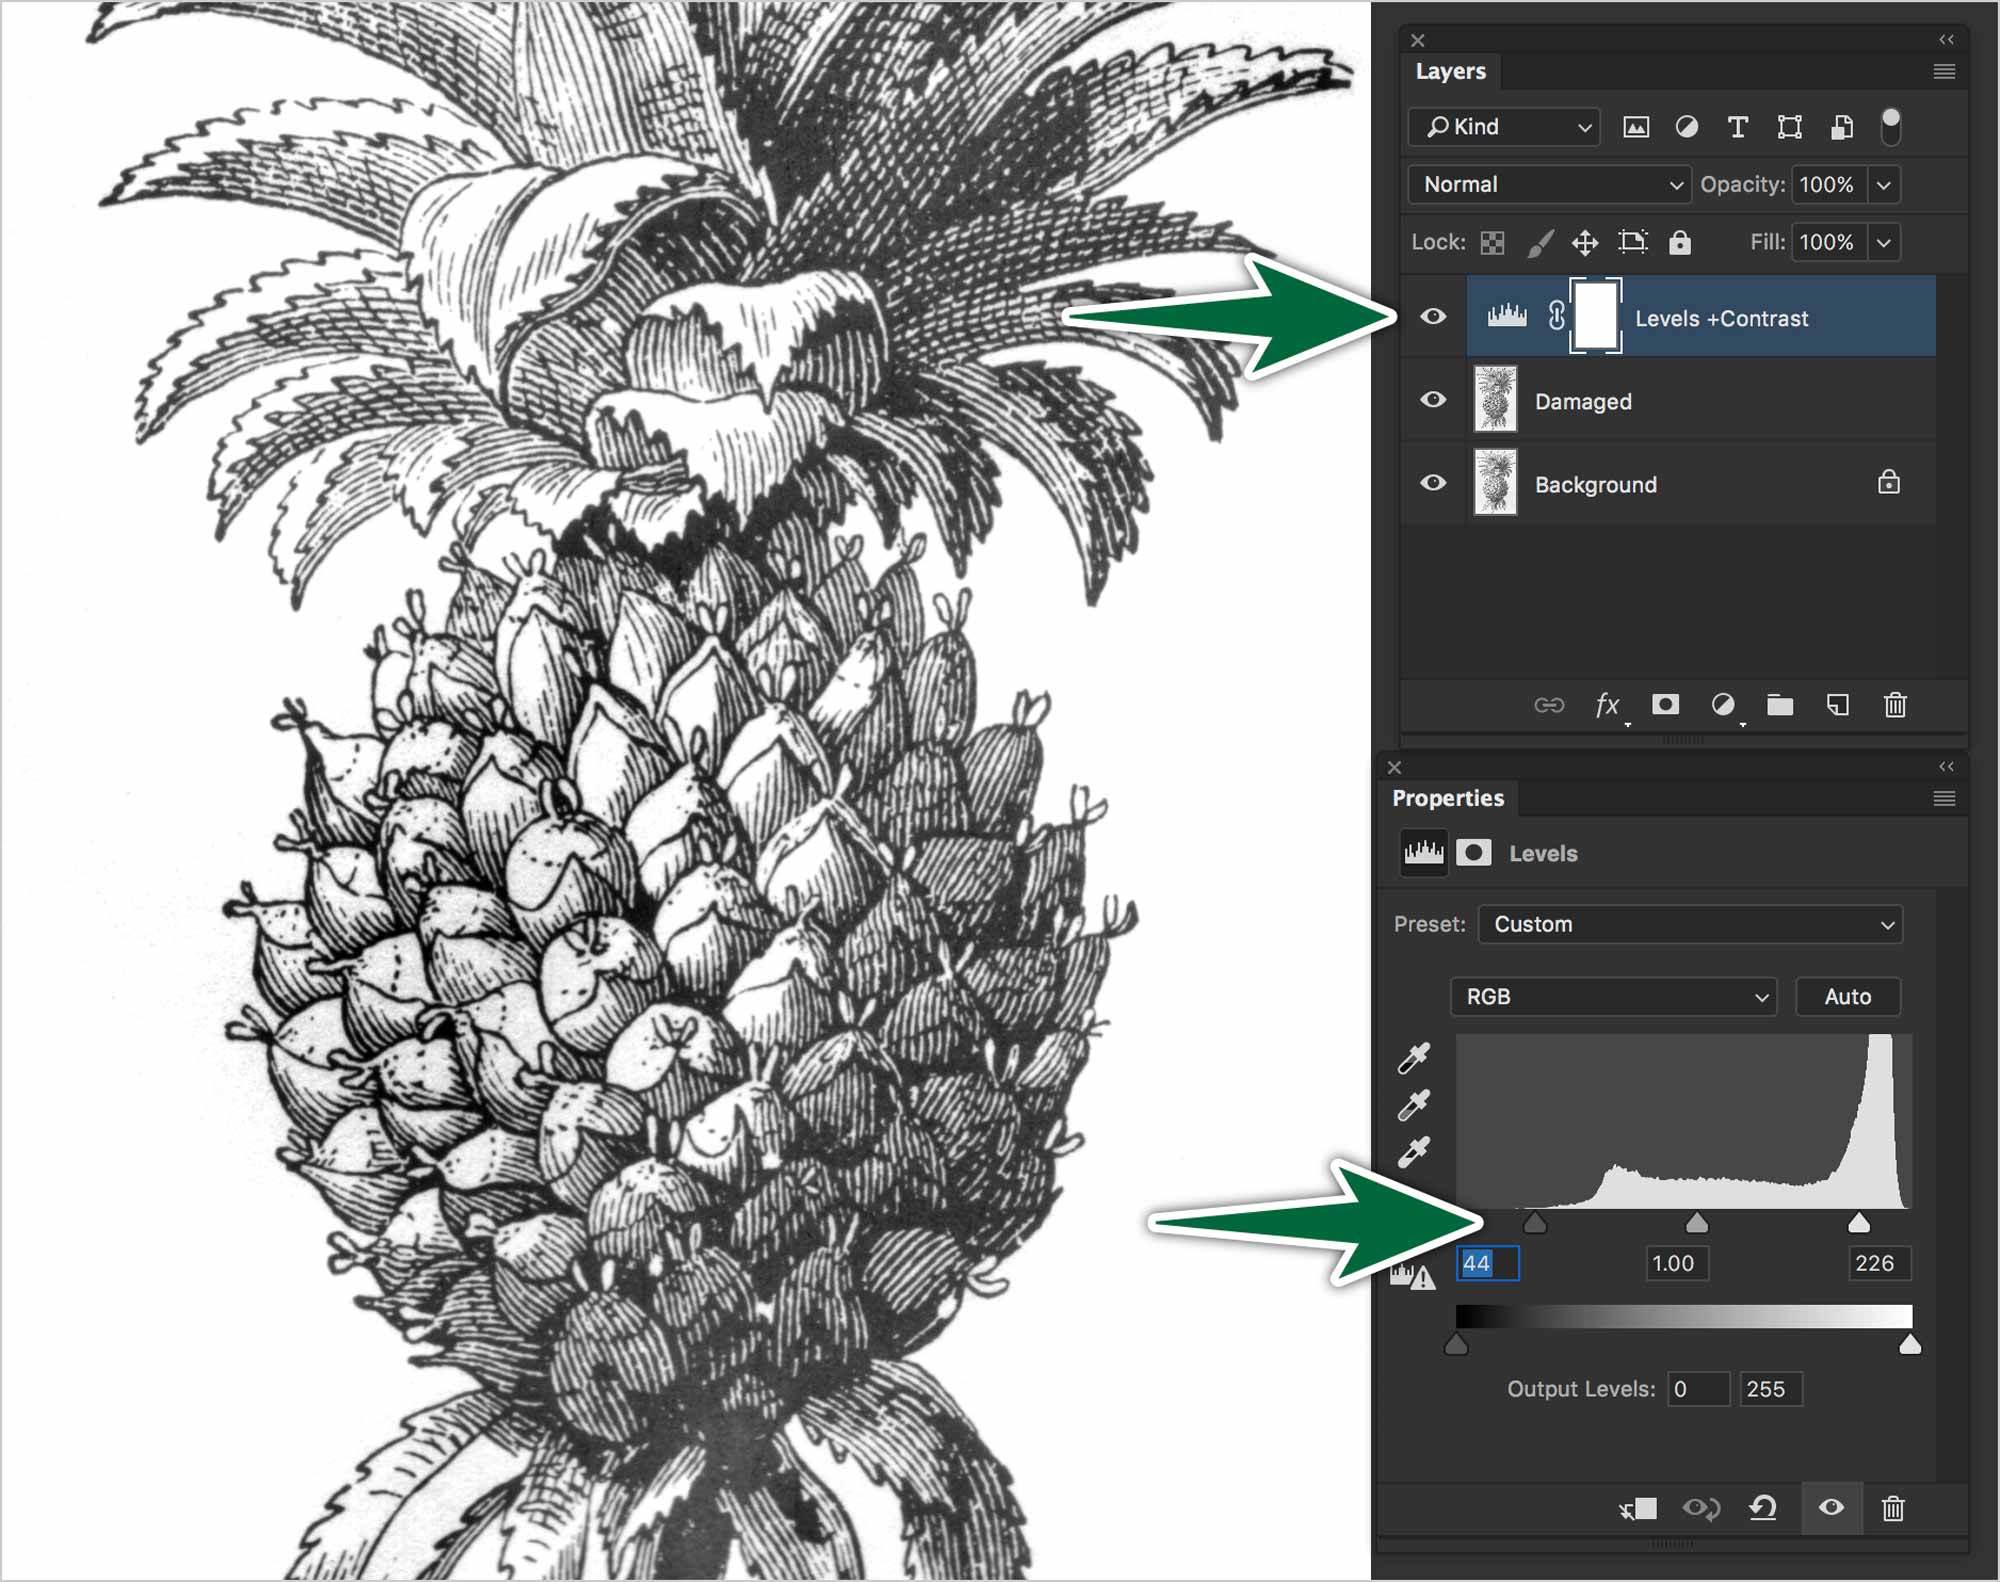 Layers
Kind
Normal Opacity: 100%
Lock: Fill: 100%
Levels +Contrast
Damaged
Background
fx
Properties
Levels
Preset: Custom
RGB Auto
44 1.00 226
Output Levels: 0 255